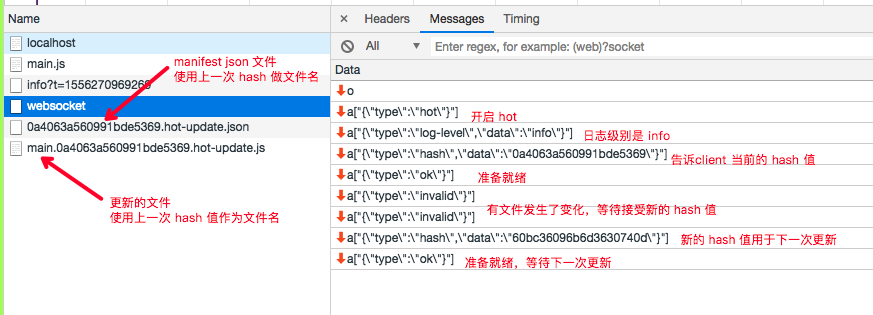 Name
localhost
main.js
info?t=1556270969266
websocket
0a4063a560991bde5369.hot-update.json
main.0a4063a560991bde5369.hot-update.js
manifest json 文件
使用上一次 hash 做文件名
更新的文件
使用上一次 hash 值作为文件名
× Headers Messages Timing
All ▼ Enter regex, for example: (web)?socket
Data
o
a["{\"type\":\"hot\"}"] 开启 hot
a["{\"type\":\"log-level\",\"data\":\"info\"}"] 日志级别是 info
a["{\"type\":\"hash\",\"data\":\"0a4063a560991bde5369\"}"] 告诉client 当前的 hash 值
a["{\"type\":\"ok\"}"] 准备就绪
a["{\"type\":\"invalid\"}"]
有文件发生了变化，等待接受新的 hash 值
a["{\"type\":\"invalid\"}"]
a["{\"type\":\"hash\",\"data\":\"60bc36096b6d3630740d\"}"] 新的 hash 值用于下一次更新
a["{\"type\":\"ok\"}"] 准备就绪，等待下一次更新